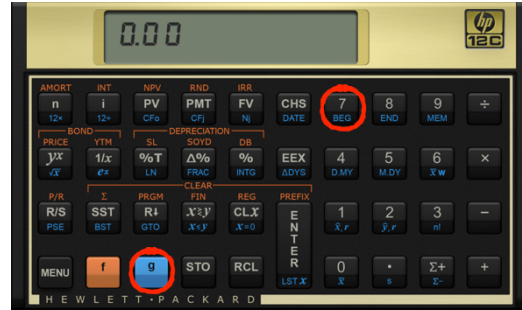 0.00
hp
12C
AMORT INT NPV RND IRR
n i PV PMT FV CHS 7 8 9 ÷
12× 12÷ CFo CFj Nj DATE BEG END MEM
BOND DEPRECIATION
PRICE YTM SL SOYD DB
yx 1/x %T Δ% % EEX 4 5 6 ×
√x ex LN FRAC INTG ΔDYS D.MY M.DY x̄ w
CLEAR
P/R Σ PRGM FIN REG PREFIX
R/S SST R↓ x≷y CLX ENTER 1 2 3 −
PSE BST GTO x≤y x=0 x̂,r ŷ,r n!
MENU f g STO RCL 0 · Σ+ +
LST X x̄ s Σ−
HEWLETT·PACKARD